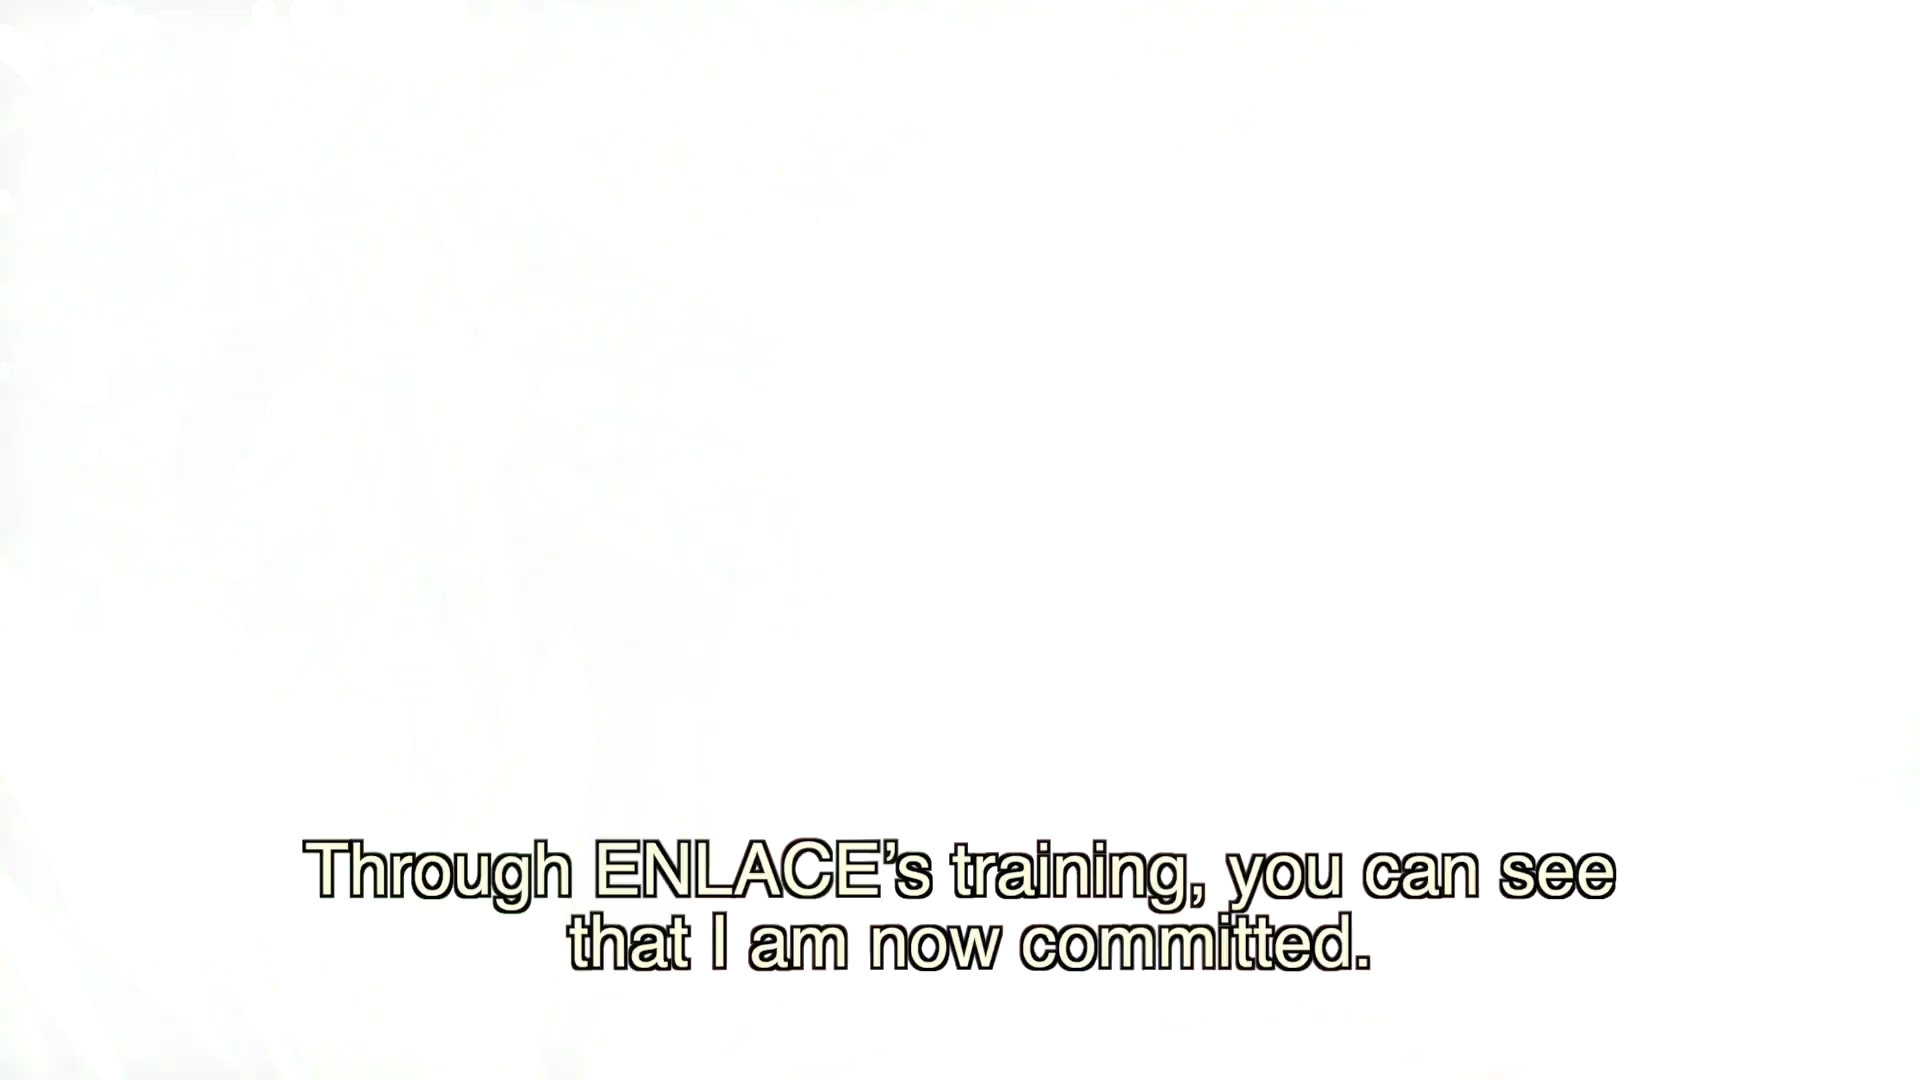 Through ENLACE’s training, you can see
that I am now committed.